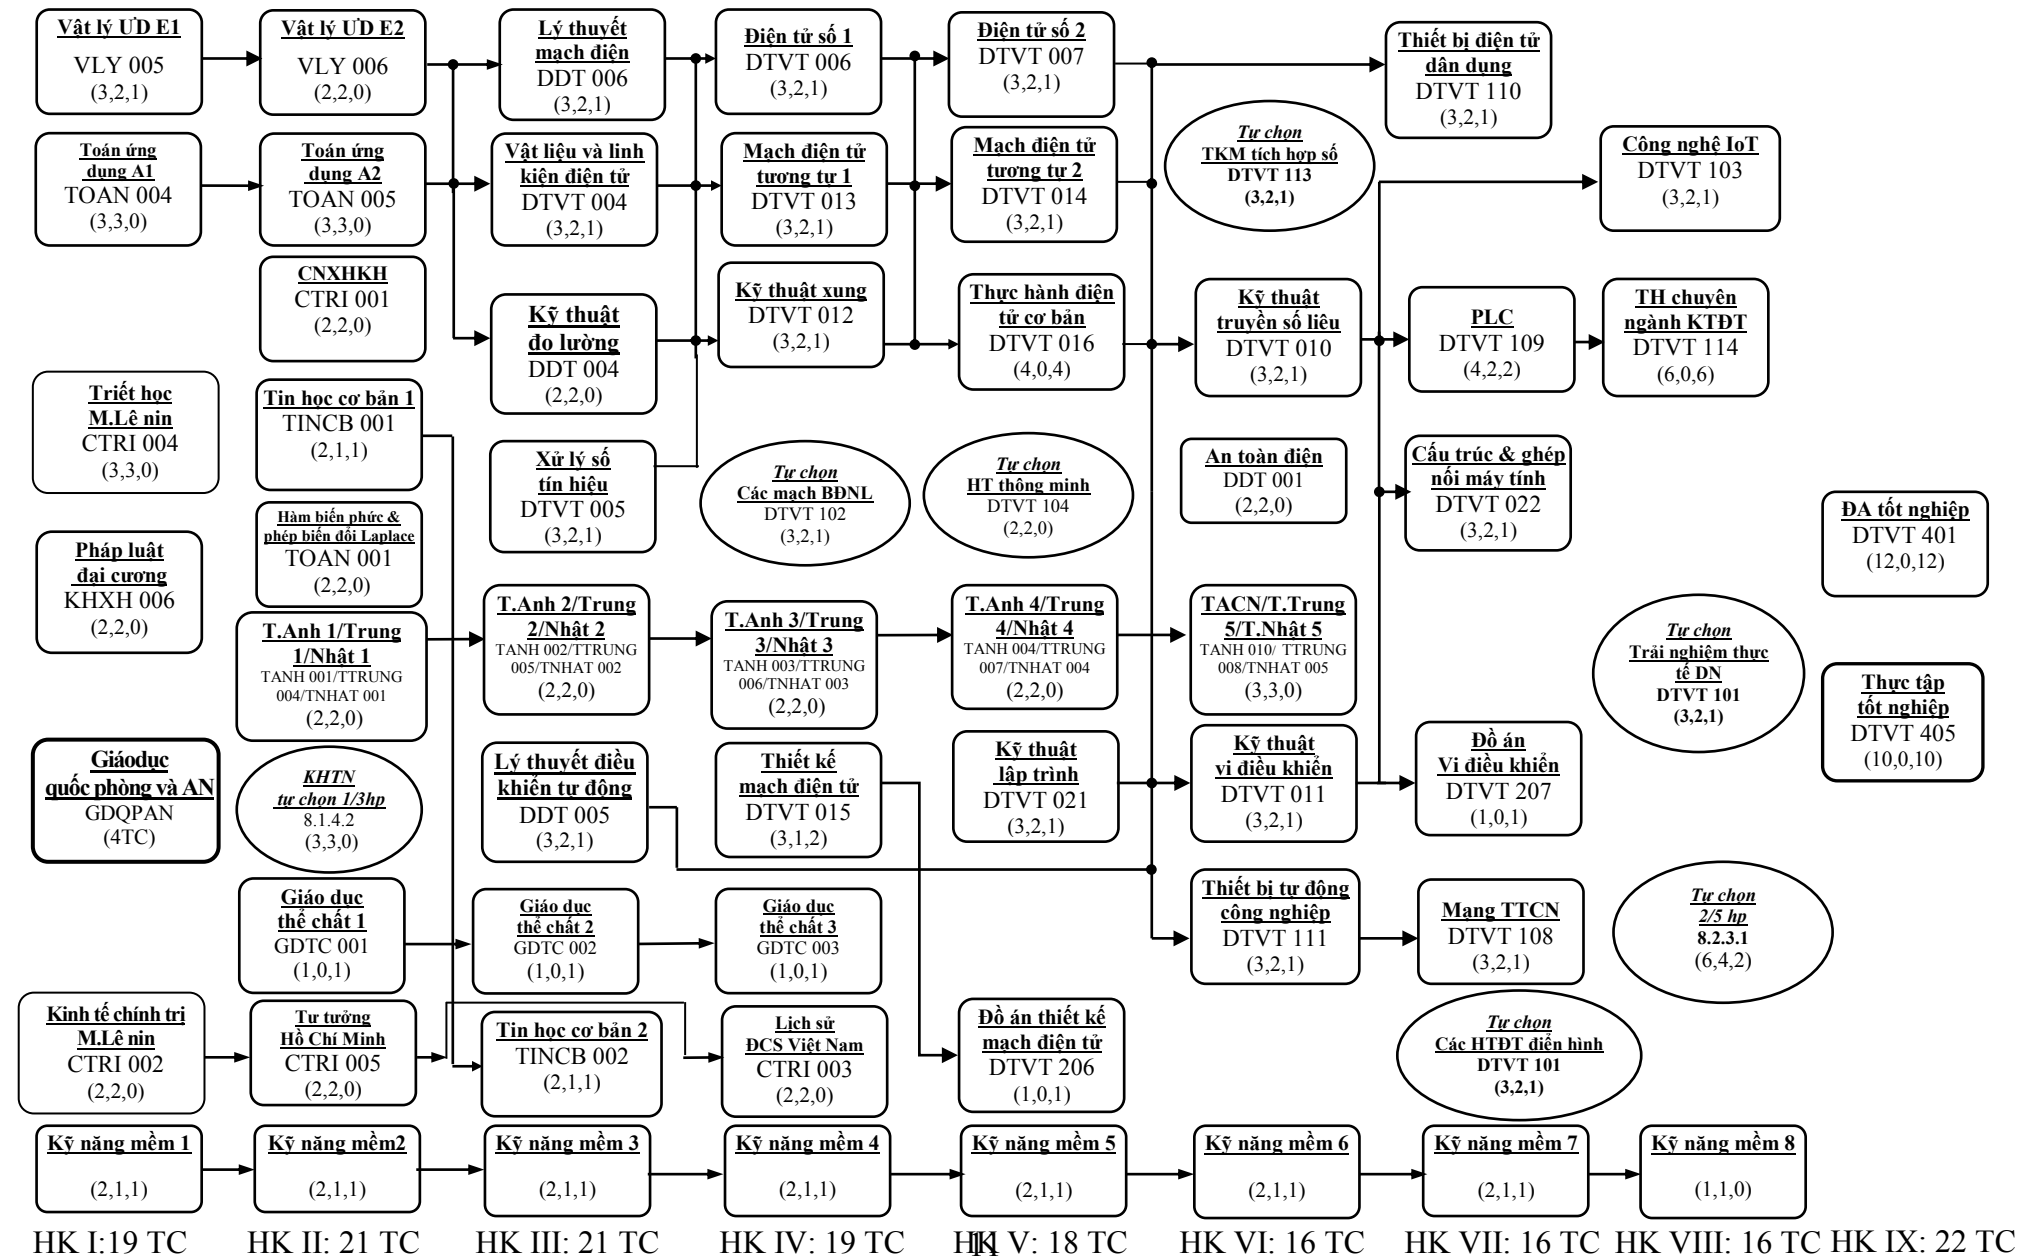 Vật lý ƯD E1
VLY 005
(3,2,1)
Toán ứng
dụng A1
TOAN 004
(3,3,0)
Triết học
M.Lê nin
CTRI 004
(3,3,0)
Pháp luật
đại cương
KHXH 006
(2,2,0)
Giáodục
quốc phòng và AN
GDQPAN
(4TC)
Kinh tế chính trị
M.Lê nin
CTRI 002
(2,2,0)
Kỹ năng mềm 1
(2,1,1)
HK I:19 TC
Vật lý ƯD E2
VLY 006
(2,2,0)
Toán ứng
dụng A2
TOAN 005
(3,3,0)
CNXHKH
CTRI 001
(2,2,0)
Tin học cơ bản 1
TINCB 001
(2,1,1)
Hàm biến phức &
phép biến đổi Laplace
TOAN 001
(2,2,0)
T.Anh 1/Trung
1/Nhật 1
TANH 001/TTRUNG
004/TNHAT 001
(2,2,0)
KHTN
tự chọn 1/3hp
8.1.4.2
(3,3,0)
Giáo dục
thể chất 1
GDTC 001
(1,0,1)
Tư tưởng
Hồ Chí Minh
CTRI 005
(2,2,0)
Kỹ năng mềm2
(2,1,1)
HK II: 21 TC
Lý thuyết
mạch điện
DDT 006
(3,2,1)
Vật liệu và linh
kiện điện tử
DTVT 004
(3,2,1)
Kỹ thuật
đo lường
DDT 004
(2,2,0)
Xử lý số
tín hiệu
DTVT 005
(3,2,1)
T.Anh 2/Trung
2/Nhật 2
TANH 002/TTRUNG
005/TNHAT 002
(2,2,0)
Lý thuyết điều
khiển tự động
DDT 005
(3,2,1)
Giáo dục
thể chất 2
GDTC 002
(1,0,1)
Tin học cơ bản 2
TINCB 002
(2,1,1)
Kỹ năng mềm 3
(2,1,1)
HK III: 21 TC
Điện tử số 1
DTVT 006
(3,2,1)
Mạch điện tử
tương tự 1
DTVT 013
(3,2,1)
Kỹ thuật xung
DTVT 012
(3,2,1)
Tự chọn
Các mạch BĐNL
DTVT 102
(3,2,1)
T.Anh 3/Trung
3/Nhật 3
TANH 003/TTRUNG
006/TNHAT 003
(2,2,0)
Thiết kế
mạch điện tử
DTVT 015
(3,1,2)
Giáo dục
thể chất 3
GDTC 003
(1,0,1)
Lịch sử
ĐCS Việt Nam
CTRI 003
(2,2,0)
Kỹ năng mềm 4
(2,1,1)
HK IV: 19 TC
Điện tử số 2
DTVT 007
(3,2,1)
Mạch điện tử
tương tự 2
DTVT 014
(3,2,1)
Thực hành điện
tử cơ bản
DTVT 016
(4,0,4)
Tự chọn
HT thông minh
DTVT 104
(2,2,0)
T.Anh 4/Trung
4/Nhật 4
TANH 004/TTRUNG
007/TNHAT 004
(2,2,0)
Kỹ thuật
lập trình
DTVT 021
(3,2,1)
Đồ án thiết kế
mạch điện tử
DTVT 206
(1,0,1)
Kỹ năng mềm 5
(2,1,1)
HK V: 18 TC
Tự chọn
TKM tích hợp số
DTVT 113
(3,2,1)
Kỹ thuật
truyền số liêu
DTVT 010
(3,2,1)
An toàn điện
DDT 001
(2,2,0)
TACN/T.Trung
5/T.Nhật 5
TANH 010/ TTRUNG
008/TNHAT 005
(3,3,0)
Kỹ thuật
vi điều khiển
DTVT 011
(3,2,1)
Thiết bị tự động
công nghiệp
DTVT 111
(3,2,1)
Kỹ năng mềm 6
(2,1,1)
HK VI: 16 TC
Thiết bị điện tử
dân dụng
DTVT 110
(3,2,1)
PLC
DTVT 109
(4,2,2)
Cấu trúc & ghép
nối máy tính
DTVT 022
(3,2,1)
Đồ án
Vi điều khiển
DTVT 207
(1,0,1)
Mạng TTCN
DTVT 108
(3,2,1)
Tự chọn
Các HTĐT điển hình
DTVT 101
(3,2,1)
Kỹ năng mềm 7
(2,1,1)
HK VII: 16 TC
Công nghệ IoT
DTVT 103
(3,2,1)
TH chuyên
ngành KTĐT
DTVT 114
(6,0,6)
Tự chọn
Trải nghiệm thực
tế DN
DTVT 101
(3,2,1)
Tự chọn
2/5 hp
8.2.3.1
(6,4,2)
Kỹ năng mềm 8
(1,1,0)
HK VIII: 16 TC
ĐA tốt nghiệp
DTVT 401
(12,0,12)
Thực tập
tốt nghiệp
DTVT 405
(10,0,10)
HK IX: 22 TC